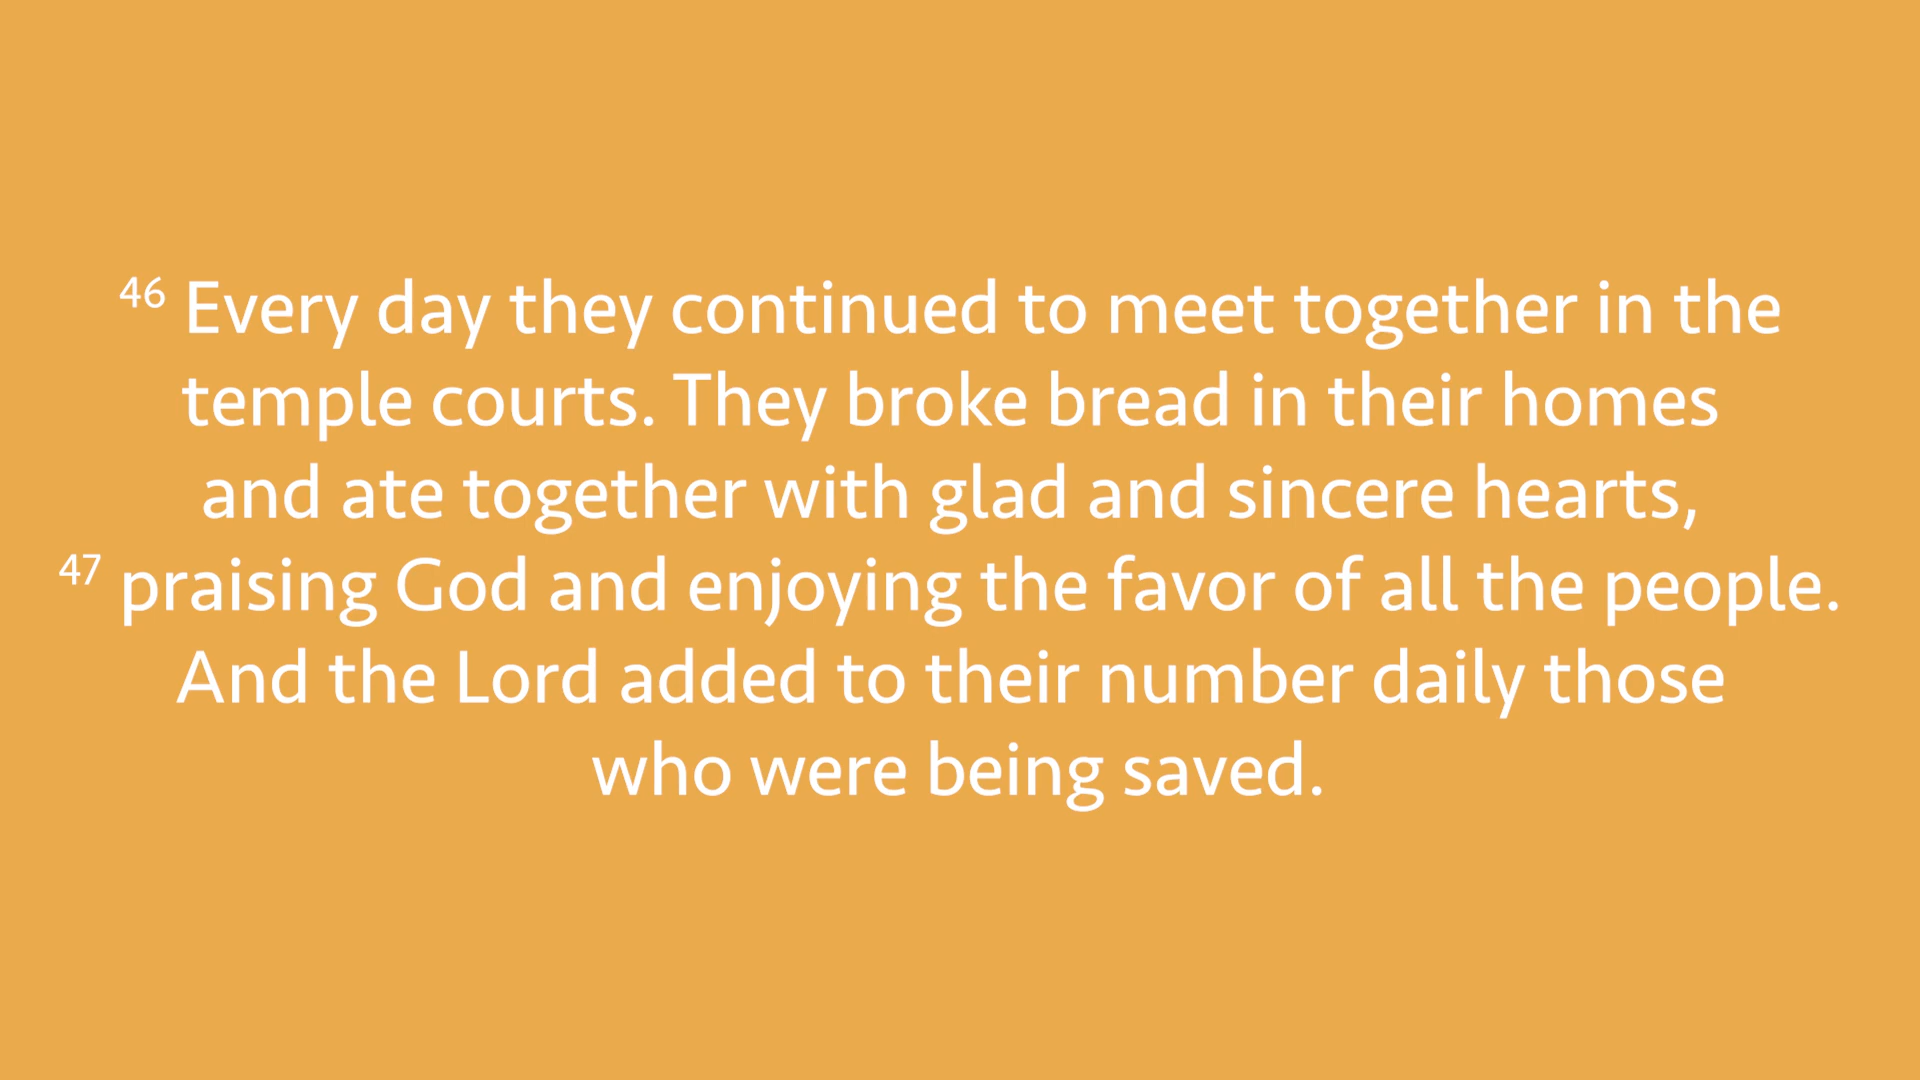 46 Every day they continued to meet together in the
temple courts. They broke bread in their homes
and ate together with glad and sincere hearts,
47 praising God and enjoying the favor of all the people.
And the Lord added to their number daily those
who were being saved.